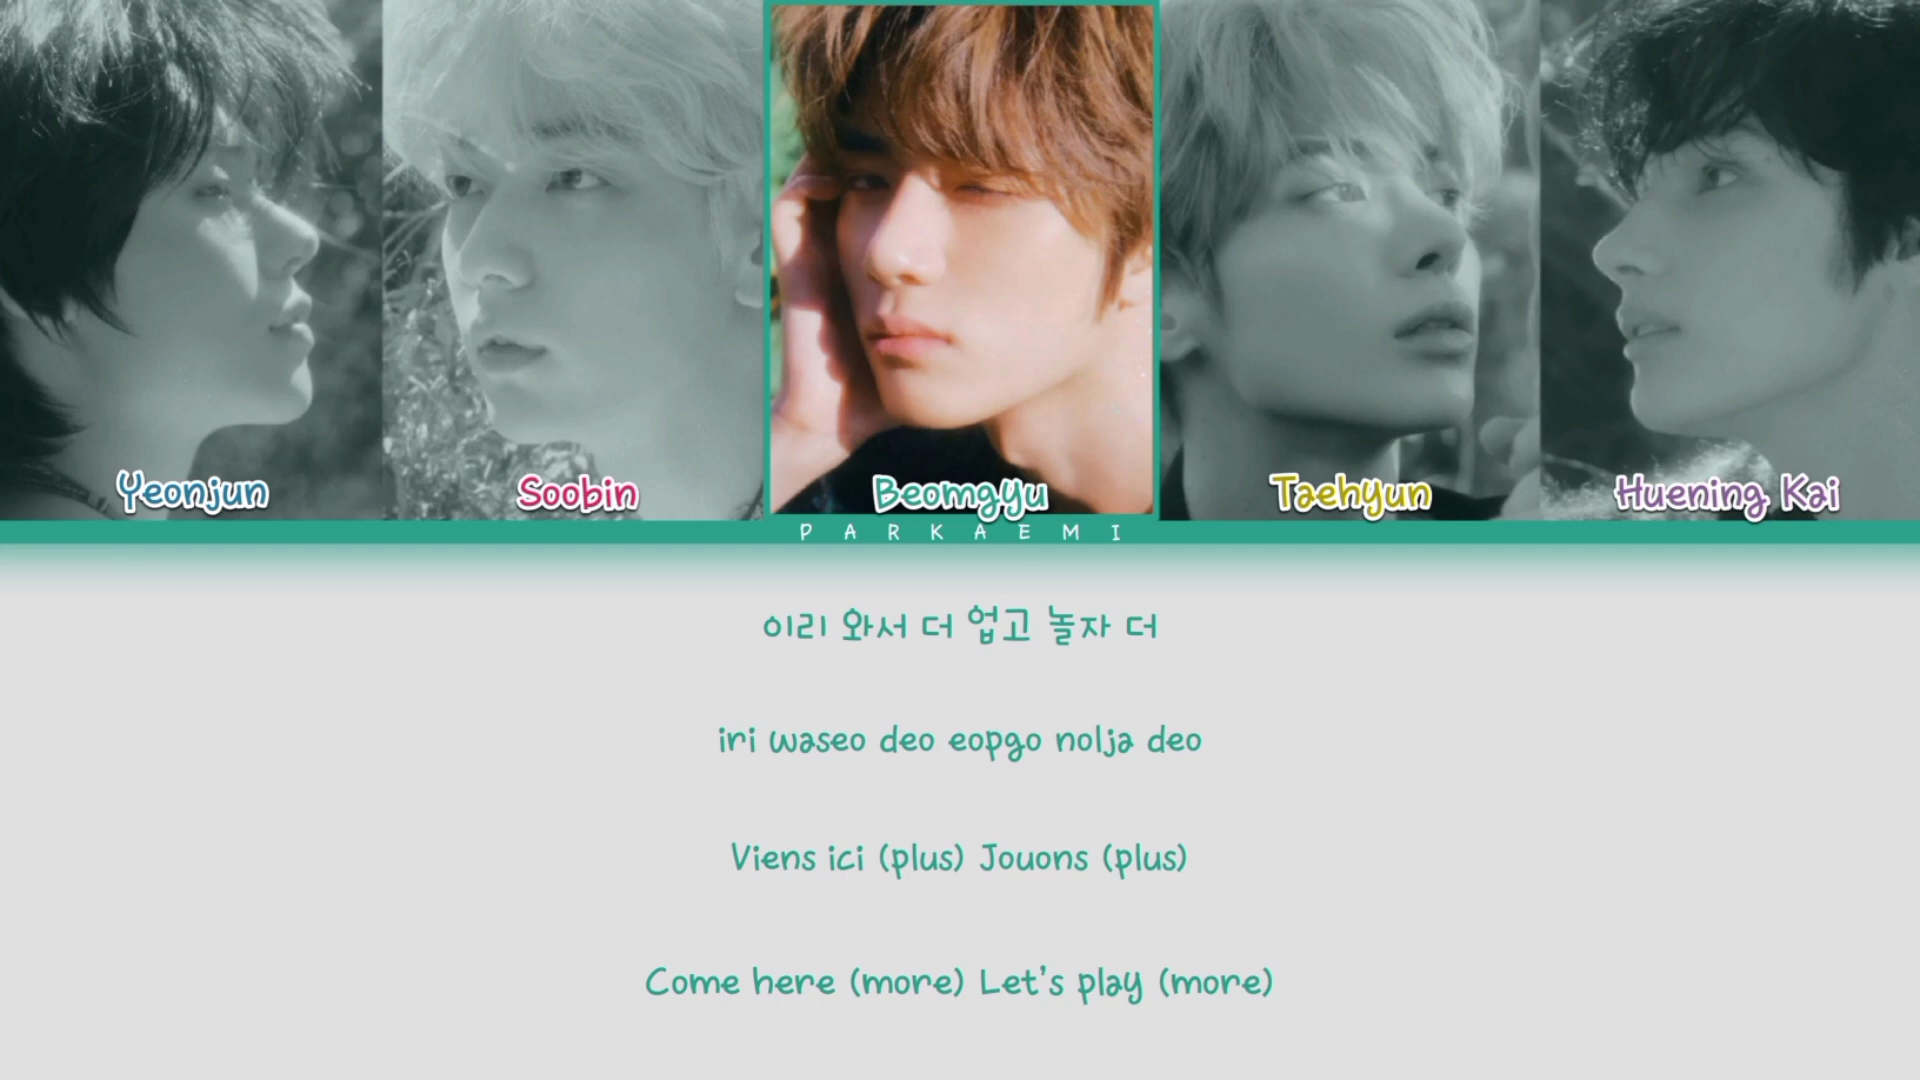 Yeonjun Soobin Beomgyu Taehyun Huening Kai
PARKAEMI
이리 와서 더 업고 놀자 더
iri waseo deo eopgo nolja deo
Viens ici (plus) Jouons (plus)
Come here (more) Let's play (more)